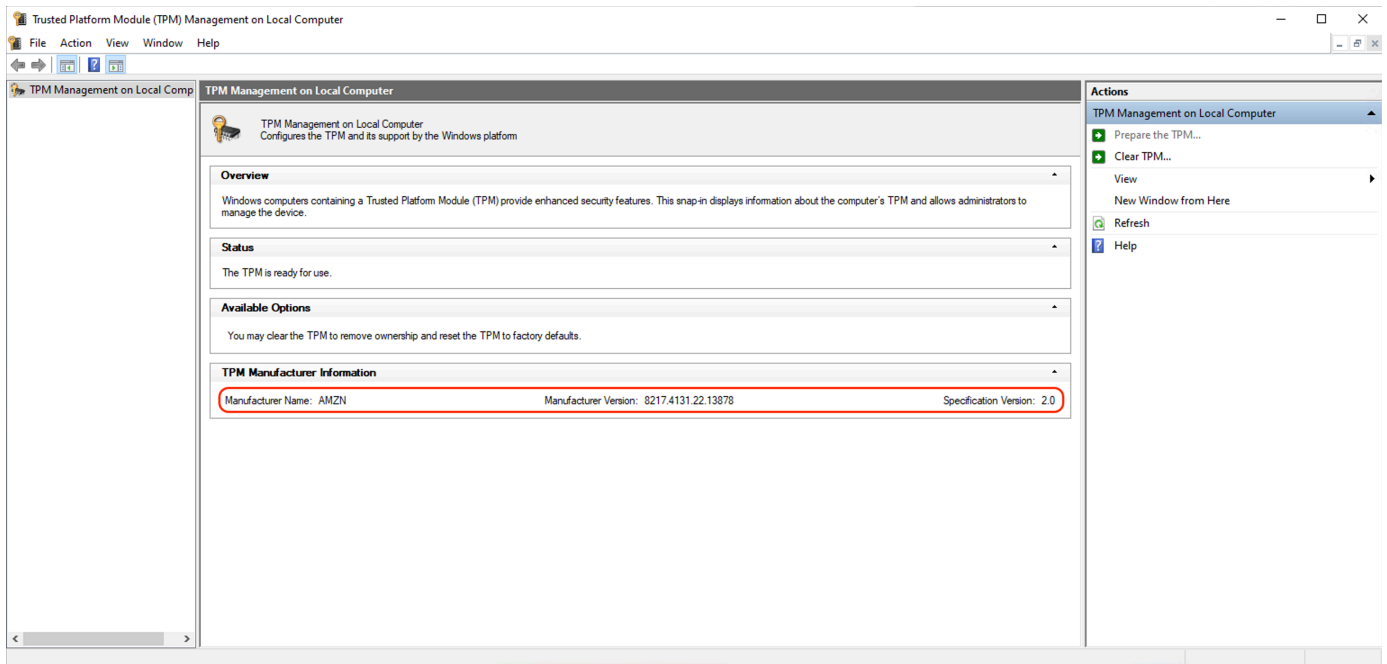 Trusted Platform Module (TPM) Management on Local Computer
File Action View Window Help
TPM Management on Local Comp
TPM Management on Local Computer
TPM Management on Local Computer
Configures the TPM and its support by the Windows platform
Overview
Windows computers containing a Trusted Platform Module (TPM) provide enhanced security features. This snap-in displays information about the computer's TPM and allows administrators to
manage the device.
Status
The TPM is ready for use.
Available Options
You may clear the TPM to remove ownership and reset the TPM to factory defaults.
TPM Manufacturer Information
Manufacturer Name: AMZN Manufacturer Version: 8217.4131.22.13878 Specification Version: 2.0
Actions
TPM Management on Local Computer
Prepare the TPM...
Clear TPM...
View
New Window from Here
Refresh
Help